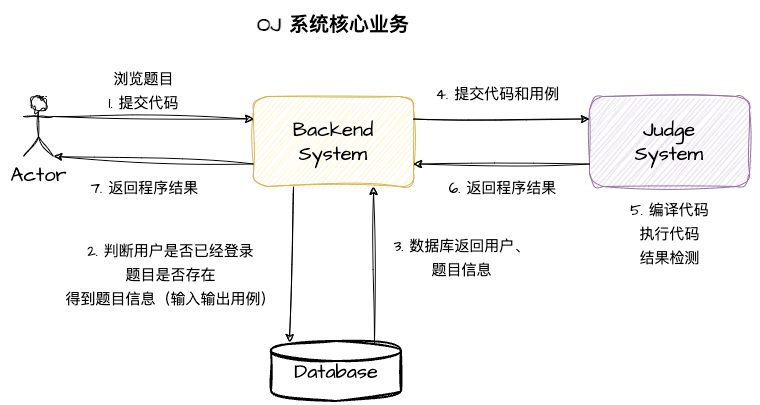 OJ 系统核心业务
浏览题目
1. 提交代码
4. 提交代码和用例
Backend
System
Judge
System
Actor
7. 返回程序结果
6. 返回程序结果
5. 编译代码
执行代码
结果检测
2. 判断用户是否已经登录
题目是否存在
得到题目信息（输入输出用例）
3. 数据库返回用户、
题目信息
Database